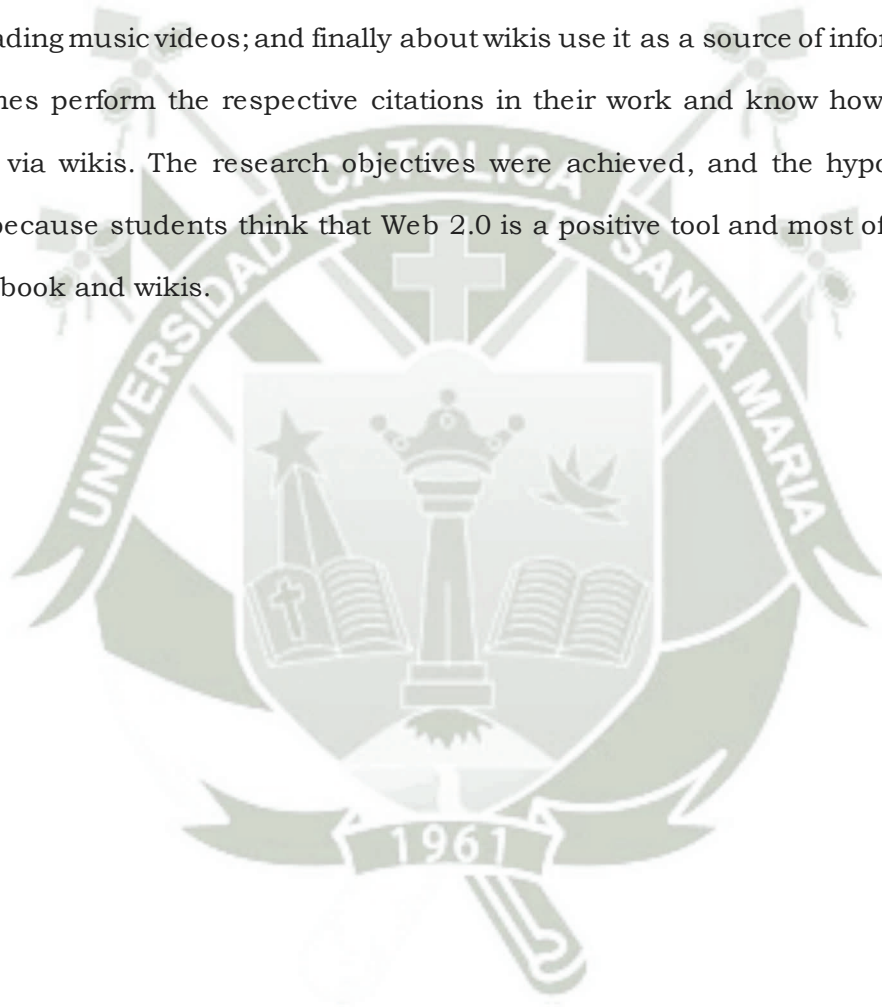 ading music videos; and finally about wikis use it as a source of infor
nes perform the respective citations in their work and know how
via wikis. The research objectives were achieved, and the hypo
because students think that Web 2.0 is a positive tool and most of
book and wikis.
UNIVERSIDAD CATOLICA SANTA MARIA
1961